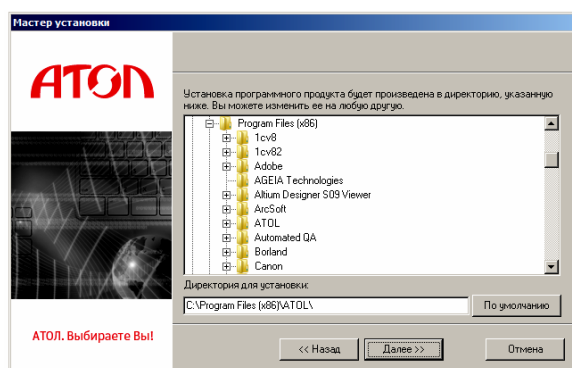 Мастер установки
АТОЛ
Установка программного продукта будет произведена в директорию, указанную
ниже. Вы можете изменить ее на любую другую.
Program Files (x86)
1cv8
1cv82
Adobe
AGEIA Technologies
Altium Designer S09 Viewer
ArcSoft
ATOL
Automated QA
Borland
Canon
Директория для установки:
C:\Program Files (x86)\ATOL\
По умолчанию
АТОЛ. Выбираете Вы!
<< Назад
Далее >>
Отмена